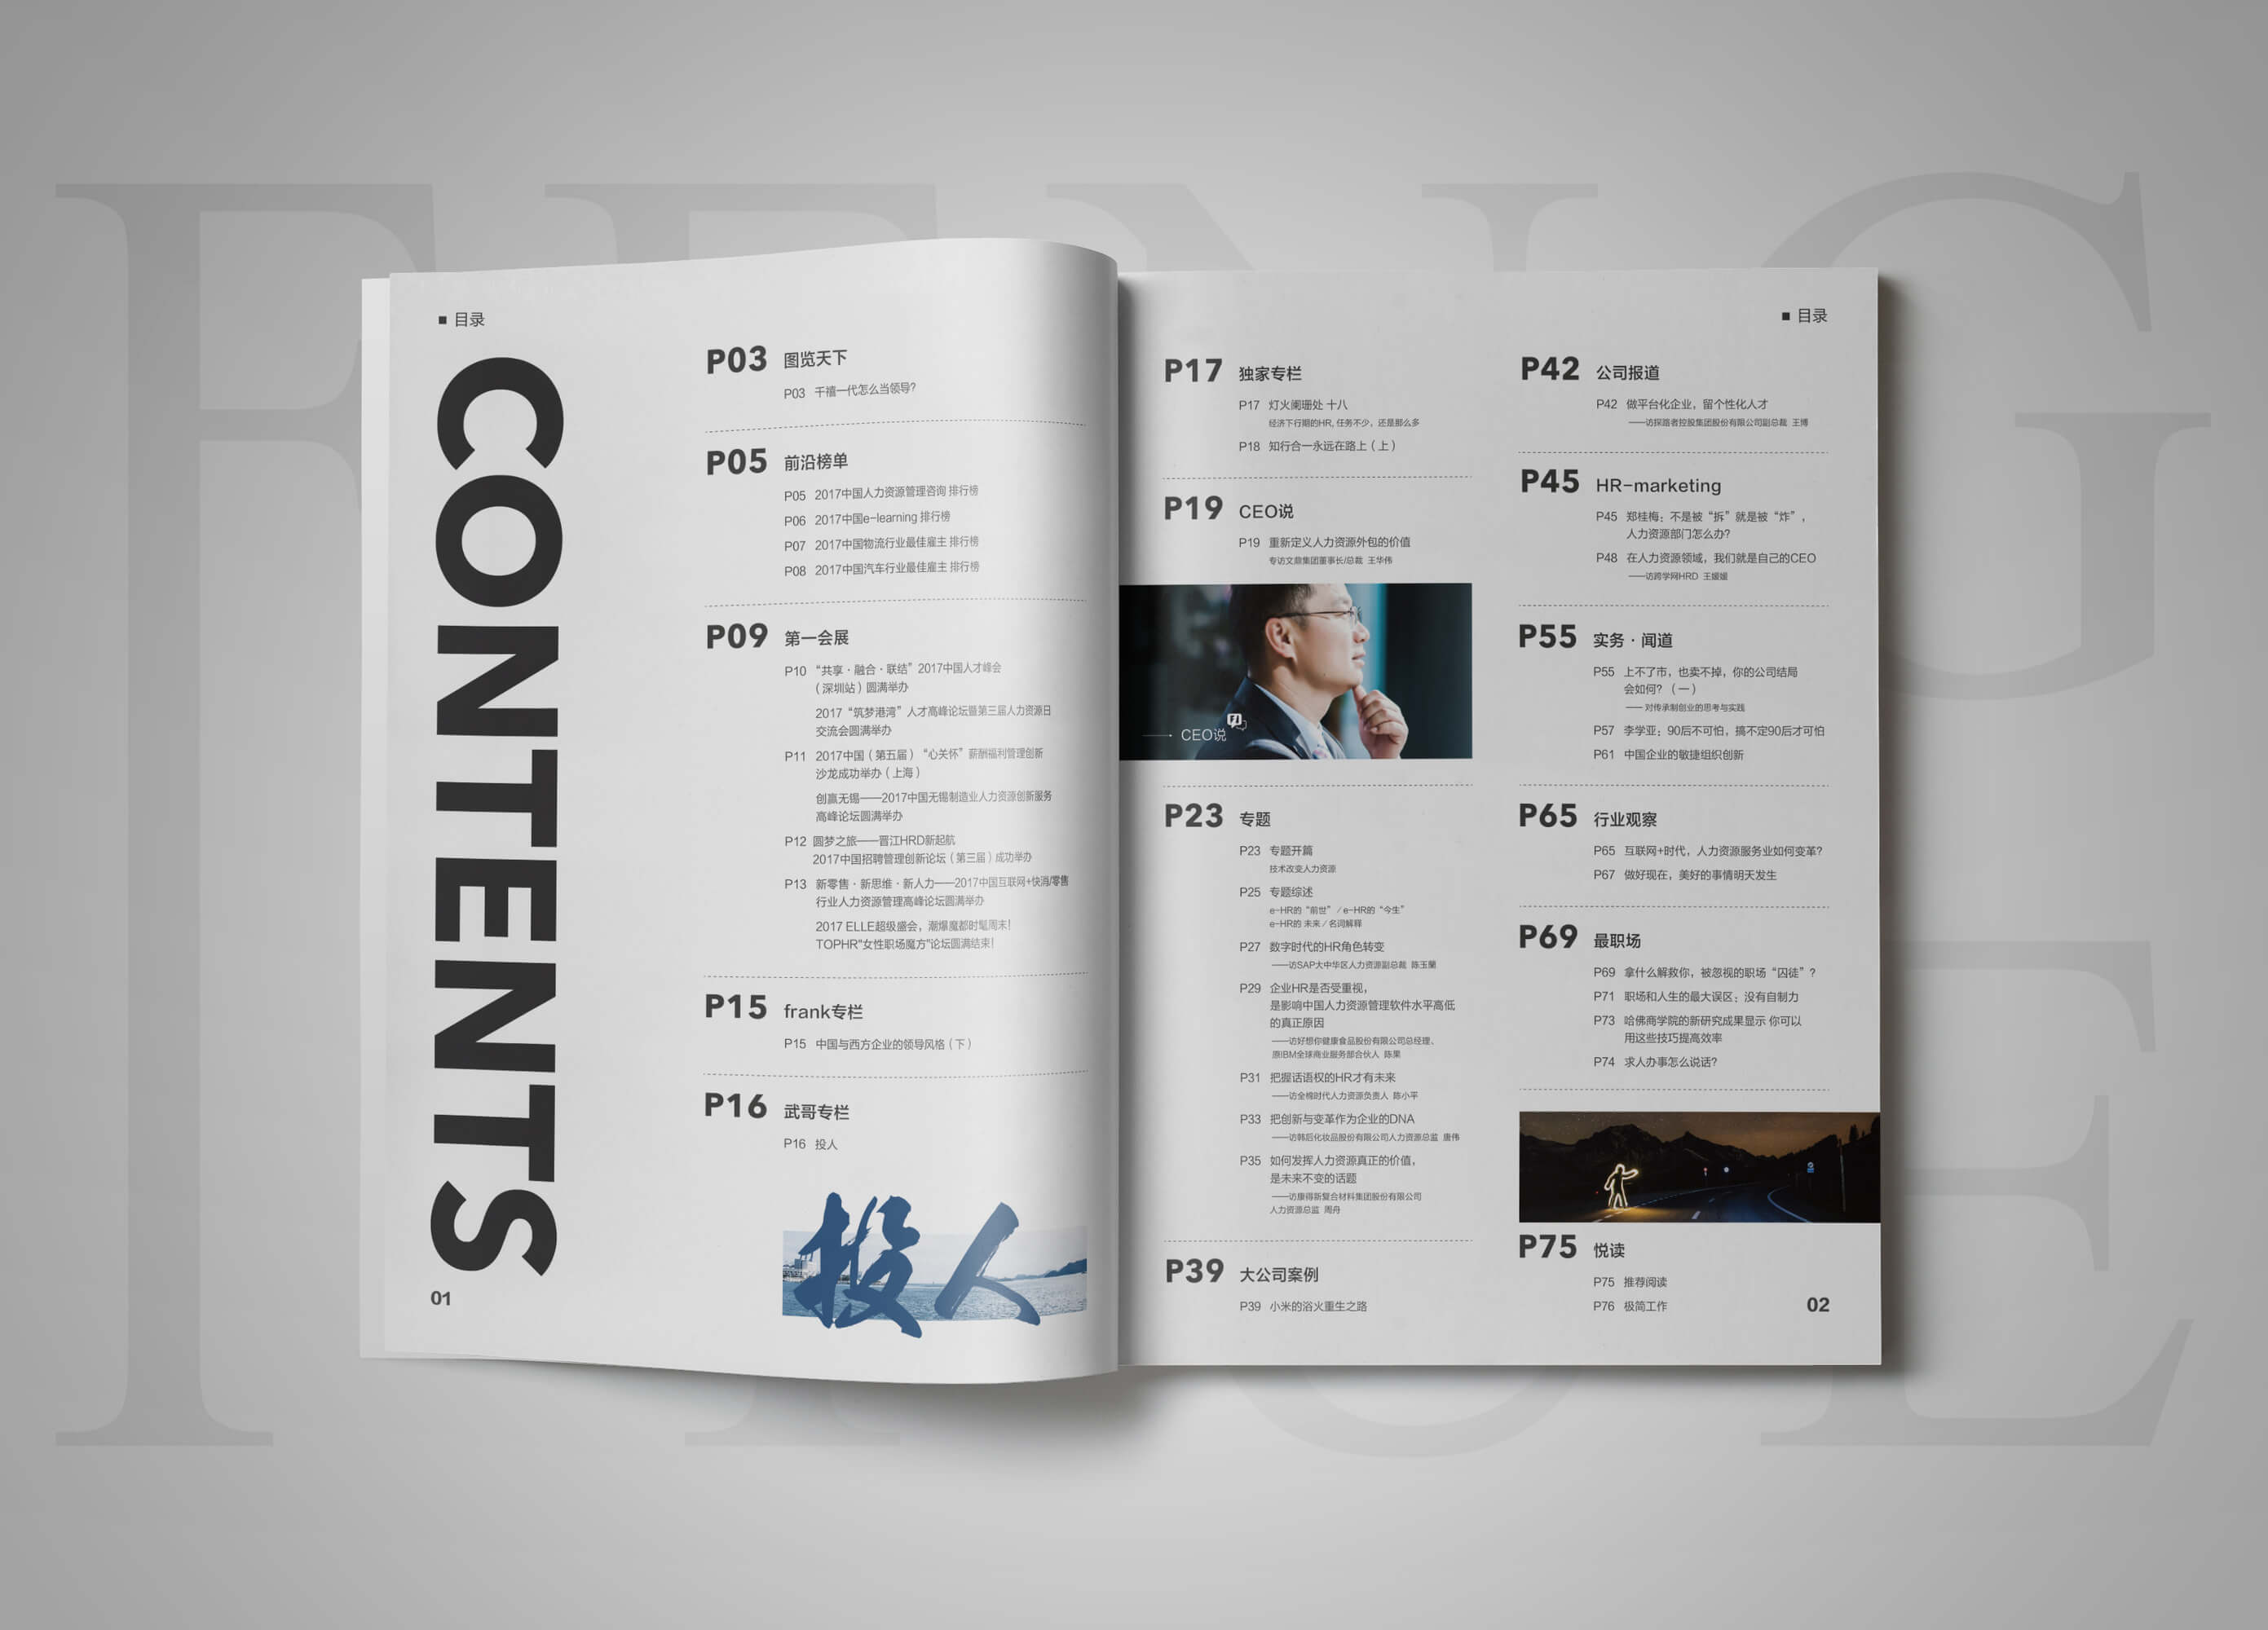 ■ 目录
CONTENTS
01
P03 图览天下
P03 千禧一代怎么当领导?
P05 前沿榜单
P05 2017中国人力资源管理咨询 排行榜
P06 2017中国e-learning 排行榜
P07 2017中国物流行业最佳雇主 排行榜
P08 2017中国汽车行业最佳雇主 排行榜
P09 第一会展
P10 “共享·融合·联结”2017中国人才峰会
（深圳站）圆满举办
2017“筑梦港湾”人才高峰论坛暨第三届人力资源日
交流会圆满举办
P11 2017中国（第五届）“心关怀”薪酬福利管理创新
沙龙成功举办（上海）
创赢无锡——2017中国无锡制造业人力资源创新服务
高峰论坛圆满举办
P12 圆梦之旅——晋江HRD新起航
2017中国招聘管理创新论坛（第三届）成功举办
P13 新零售·新思维·新人力——2017中国互联网+快消/零售
行业人力资源管理高峰论坛圆满举办
2017 ELLE超级盛会，潮爆魔都时髦周末!
TOPHR"女性职场魔方"论坛圆满结束!
P15 frank专栏
P15 中国与西方企业的领导风格（下）
P16 武哥专栏
P16 投人
投人
P17 独家专栏
P17 灯火阑珊处 十八
经济下行期的HR, 任务不少，还是那么多
P18 知行合一永远在路上（上）
P19 CEO说
P19 重新定义人力资源外包的价值
专访文鼎集团董事长/总裁 王华伟
CEO说
P23 专题
P23 专题开篇
技术改变人力资源
P25 专题综述
e-HR的“前世”／e-HR的“今生”
e-HR的 未来／名词解释
P27 数字时代的HR角色转变
——访SAP大中华区人力资源副总裁 陈玉蘭
P29 企业HR是否受重视，
是影响中国人力资源管理软件水平高低
的真正原因
——访好想你健康食品股份有限公司总经理、
原IBM全球商业服务部合伙人 陈果
P31 把握话语权的HR才有未来
——访全棉时代人力资源负责人 陈小平
P33 把创新与变革作为企业的DNA
——访韩后化妆品股份有限公司人力资源总监 唐伟
P35 如何发挥人力资源真正的价值，
是未来不变的话题
——访康得新复合材料集团股份有限公司
人力资源总监 周舟
P39 大公司案例
P39 小米的浴火重生之路
■ 目录
P42 公司报道
P42 做平台化企业，留个性化人才
——访探路者控股集团股份有限公司副总裁 王博
P45 HR-marketing
P45 郑桂梅：不是被“拆”就是被“炸”，
人力资源部门怎么办?
P48 在人力资源领域，我们就是自己的CEO
——访跨学网HRD 王媛媛
P55 实务·闻道
P55 上不了市，也卖不掉，你的公司结局
会如何？（一）
—— 对传承制创业的思考与实践
P57 李学亚：90后不可怕，搞不定90后才可怕
P61 中国企业的敏捷组织创新
P65 行业观察
P65 互联网+时代，人力资源服务业如何变革?
P67 做好现在，美好的事情明天发生
P69 最职场
P69 拿什么解救你，被忽视的职场“囚徒”?
P71 职场和人生的最大误区：没有自制力
P73 哈佛商学院的新研究成果显示 你可以
用这些技巧提高效率
P74 求人办事怎么说话?
P75 悦读
P75 推荐阅读
P76 极简工作
02